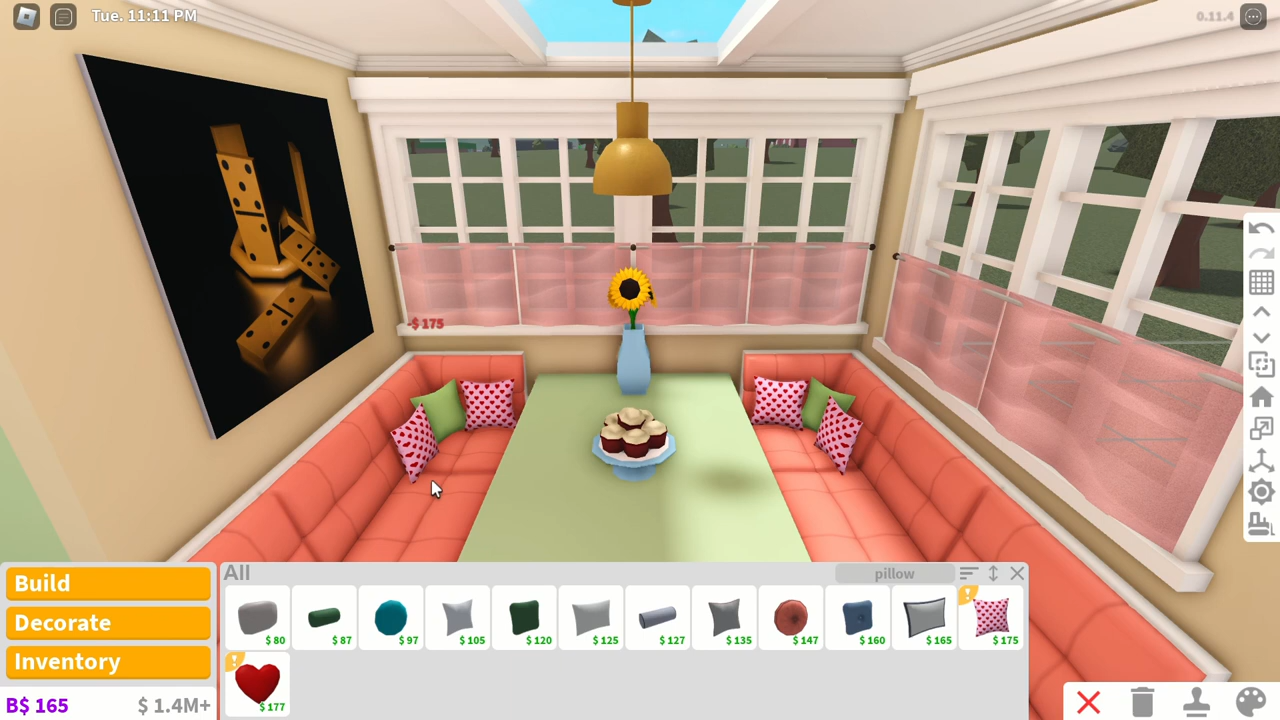 Tue. 11:11 PM
0.11.4
-$ 175
Build
Decorate
Inventory
B$ 165
$ 1.4M+
All
pillow
$ 80
$ 87
$ 97
$ 105
$ 120
$ 125
$ 127
$ 135
$ 147
$ 160
$ 165
$ 175
$ 177